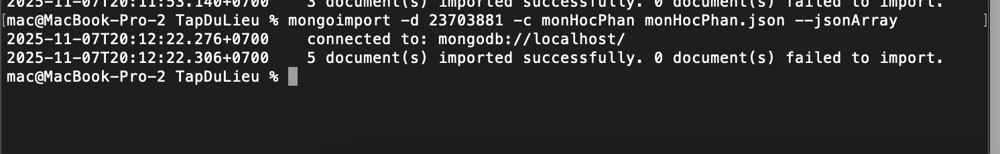 2025-11-07T20:11:53.140+0700    3 document(s) imported successfully. 0 document(s) failed to import.
[mac@MacBook-Pro-2 TapDuLieu % mongoimport -d 23703881 -c monHocPhan monHocPhan.json --jsonArray ]
2025-11-07T20:12:22.276+0700    connected to: mongodb://localhost/
2025-11-07T20:12:22.306+0700    5 document(s) imported successfully. 0 document(s) failed to import.
mac@MacBook-Pro-2 TapDuLieu %